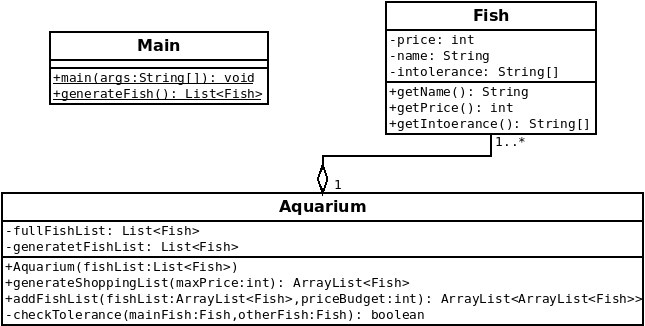 Main
+main(args:String[]): void
+generateFish(): List<Fish>
Fish
-price: int
-name: String
-intolerance: String[]
+getName(): String
+getPrice(): int
+getIntoerance(): String[]
1..*
1
Aquarium
-fullFishList: List<Fish>
-generatetFishList: List<Fish>
+Aquarium(fishList:List<Fish>)
+generateShoppingList(maxPrice:int): ArrayList<Fish>
+addFishList(fishList:ArrayList<Fish>,priceBudget:int): ArrayList<ArrayList<Fish>>
-checkTolerance(mainFish:Fish,otherFish:Fish): boolean